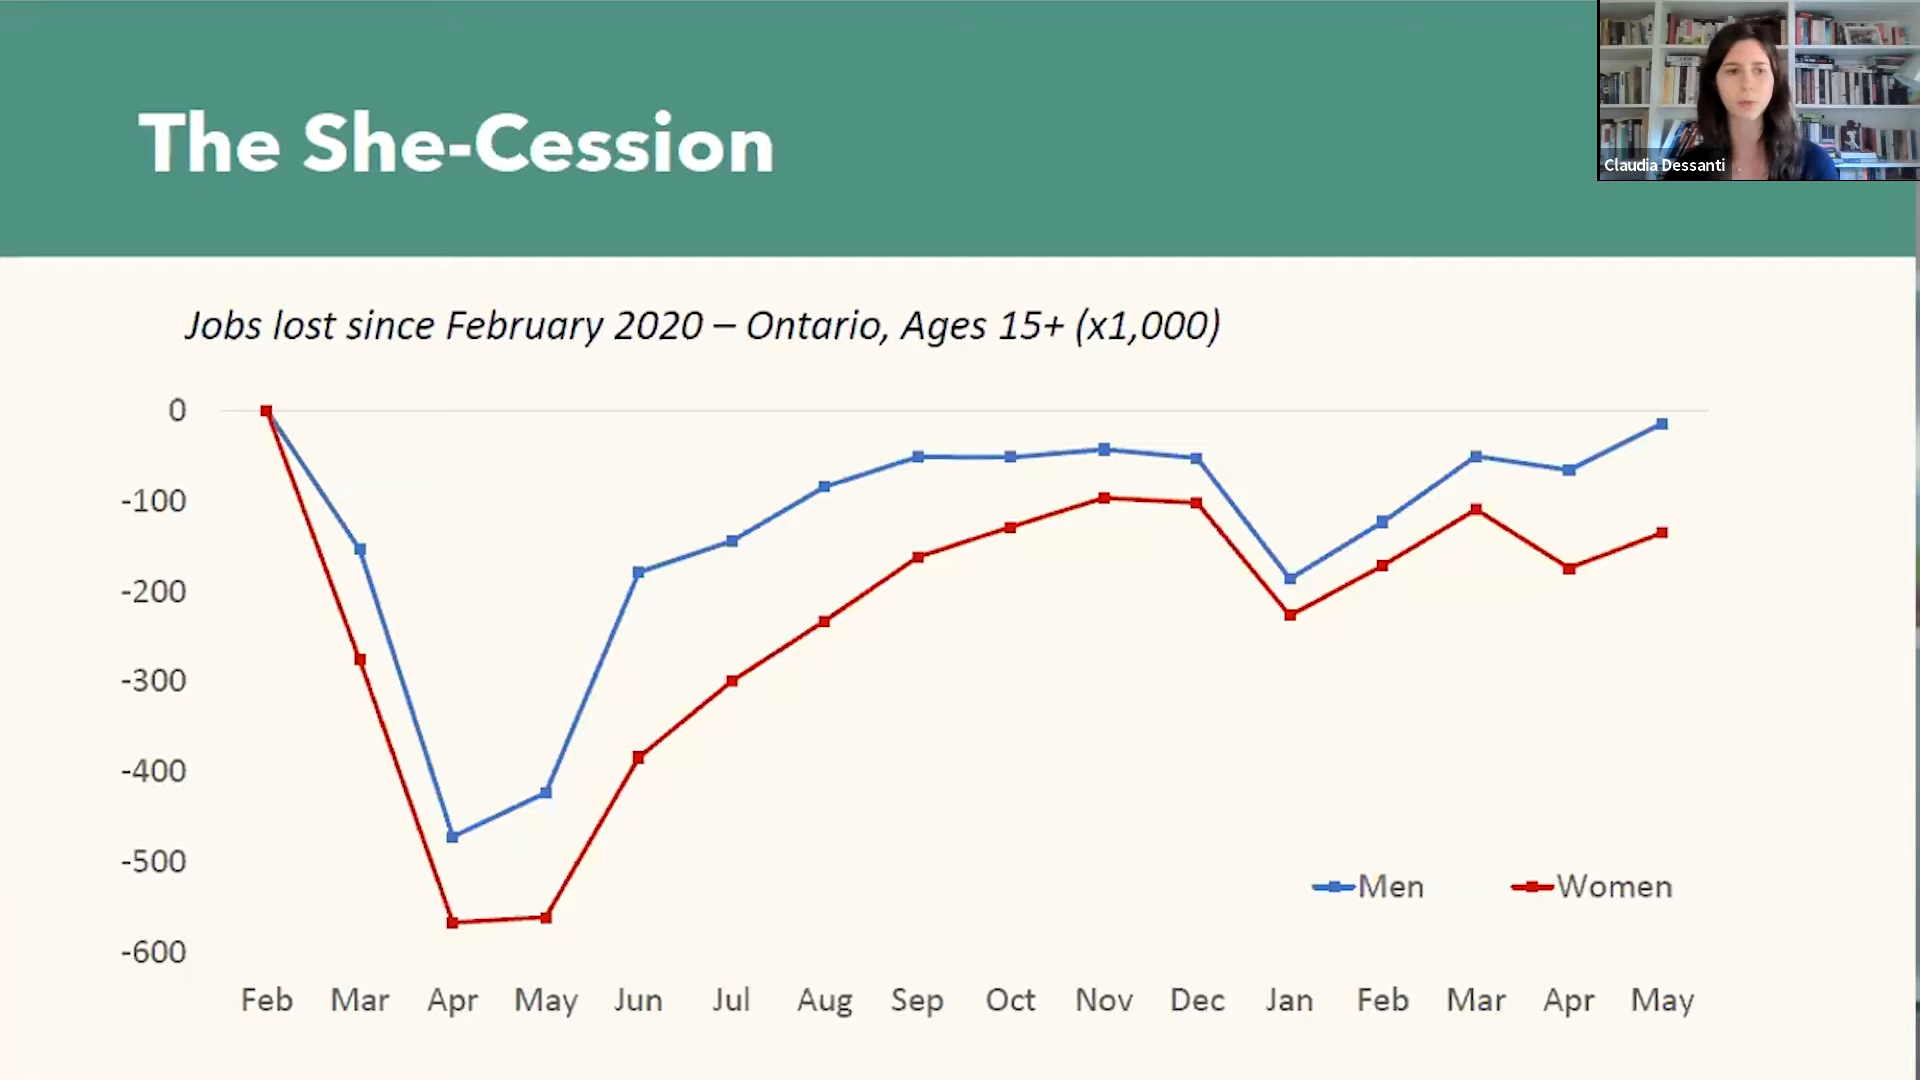 The She-Cession
Claudia Dessanti
Jobs lost since February 2020 – Ontario, Ages 15+ (x1,000)
0
-100
-200
-300
-400
-500
-600
Men Women
Feb Mar Apr May Jun Jul Aug Sep Oct Nov Dec Jan Feb Mar Apr May